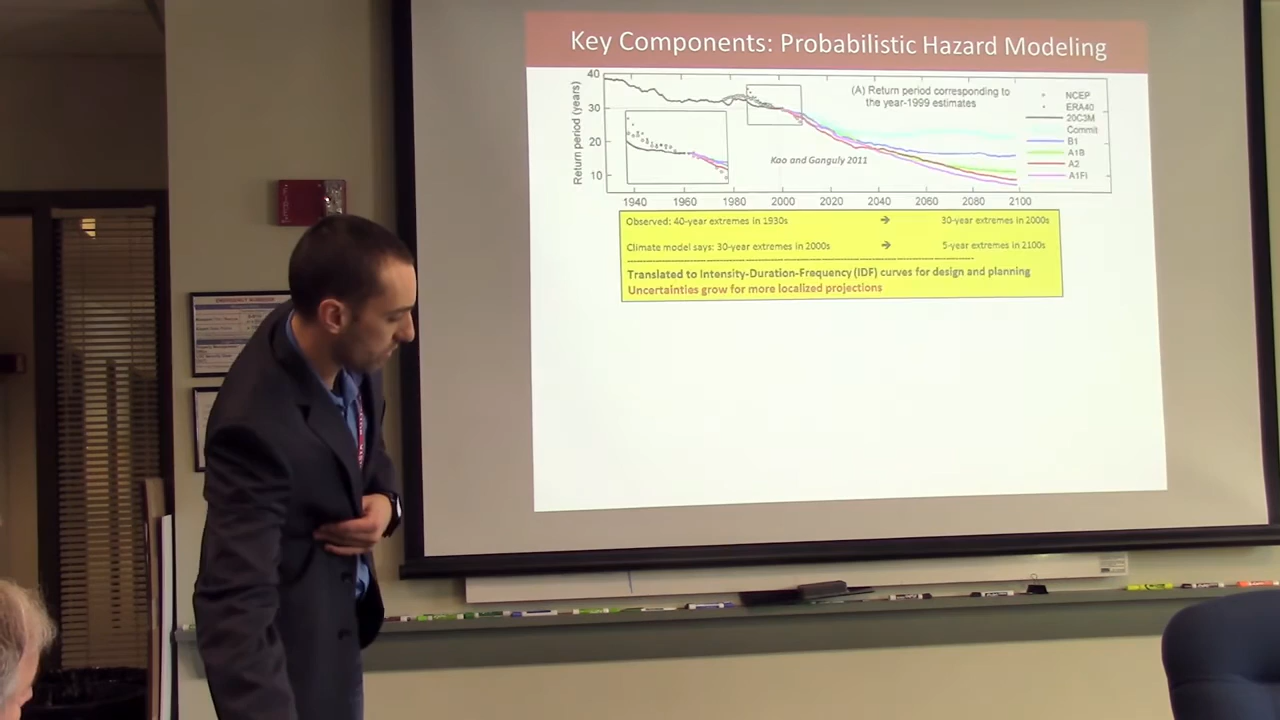 Key Components: Probabilistic Hazard Modeling
40
30
20
10
Return period (years)
(A) Return period corresponding to
the year-1999 estimates
NCEP
ERA40
20C3M
Commit
B1
A1B
A2
A1FI
Kao and Ganguly 2011
1940 1960 1980 2000 2020 2040 2060 2080 2100
Observed: 40-year extremes in 1930s → 30-year extremes in 2000s
Climate model says: 30-year extremes in 2000s → 5-year extremes in 2100s
Translated to Intensity-Duration-Frequency (IDF) curves for design and planning
Uncertainties grow for more localized projections